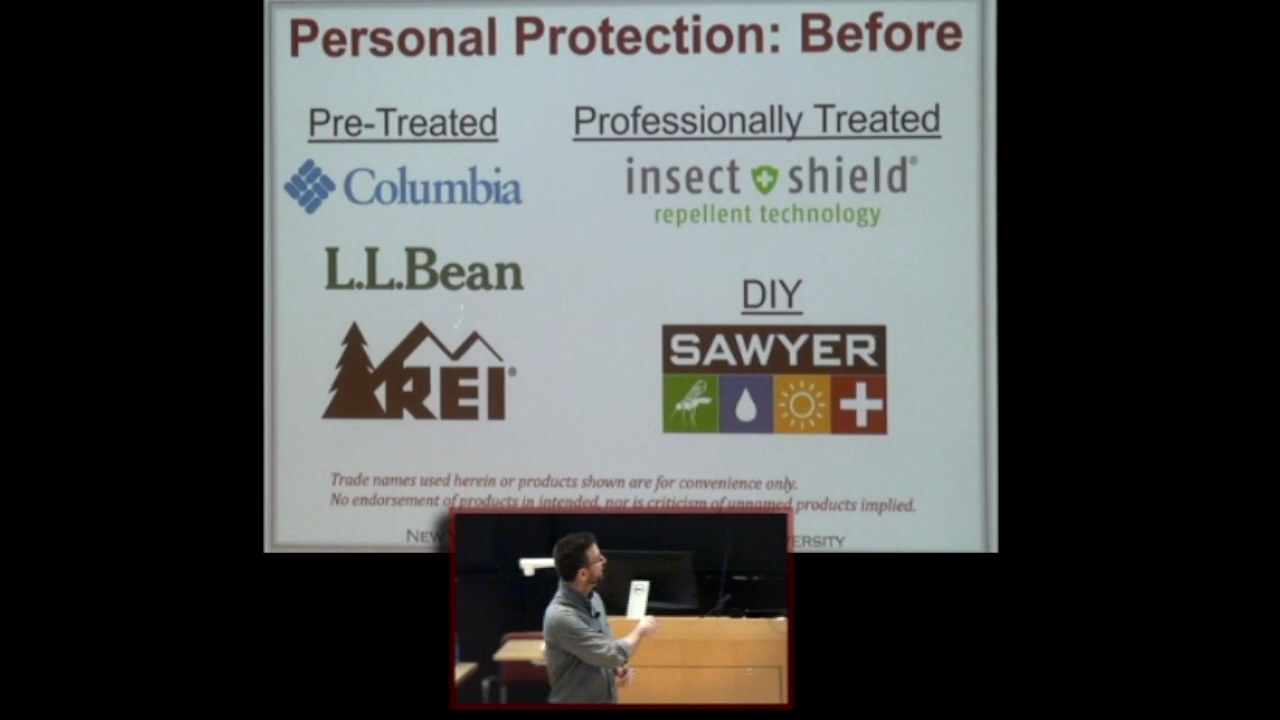 Personal Protection: Before
Pre-Treated
Columbia
L.L.Bean
REI®
Professionally Treated
insect shield®
repellent technology
DIY
SAWYER
Trade names used herein or products shown are for convenience only.
No endorsement of products in intended, nor is criticism of unnamed products implied.
NEW
ERSITY